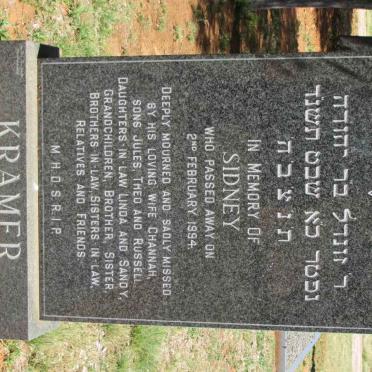 ר יודל בר יהודה
נפטר כא שבט תשנד
ת נ צ ב ה
IN MEMORY OF
SIDNEY
WHO PASSED AWAY ON
2ND FEBRUARY 1994.
DEEPLY MOURNED AND SADLY MISSED
BY HIS LOVING WIFE CHANNAH,
SONS JULES, THEO AND RUSSELL,
DAUGHTERS IN LAW LINDA AND SANDY,
GRANDCHILDREN, BROTHER, SISTER,
BROTHERS IN LAW, SISTERS IN LAW,
RELATIVES AND FRIENDS.
M.H.D.S.R.I.P.
KRAMER